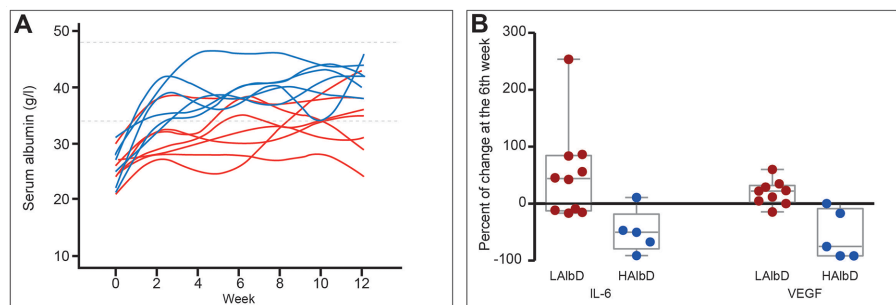 A
Serum albumin (g/l)
50
40
30
20
10
0 2 4 6 8 10 12
Week
B
Percent of change at the 6th week
300
200
100
0
-100
LAlbD HAlbD LAlbD HAlbD
IL-6 VEGF